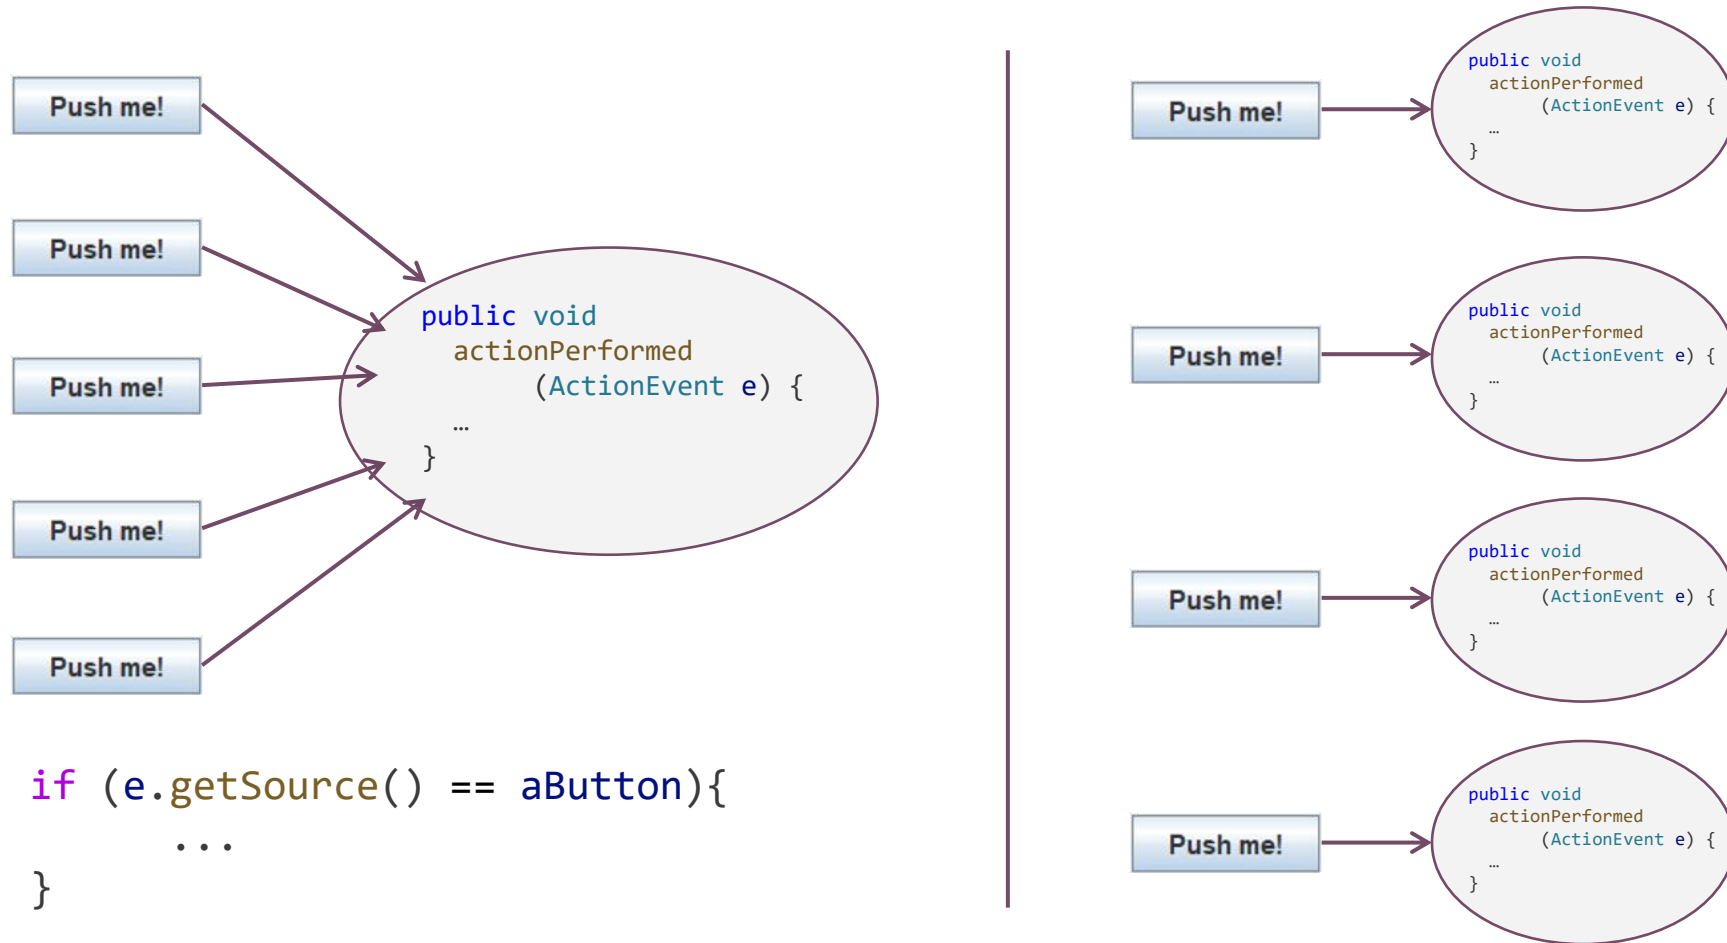 Push me!
Push me!
Push me!
Push me!
Push me!
public void
actionPerformed
(ActionEvent e) {
…
}
if (e.getSource() == aButton){
...
}
Push me!
public void
actionPerformed
(ActionEvent e) {
…
}
Push me!
public void
actionPerformed
(ActionEvent e) {
…
}
Push me!
public void
actionPerformed
(ActionEvent e) {
…
}
Push me!
public void
actionPerformed
(ActionEvent e) {
…
}